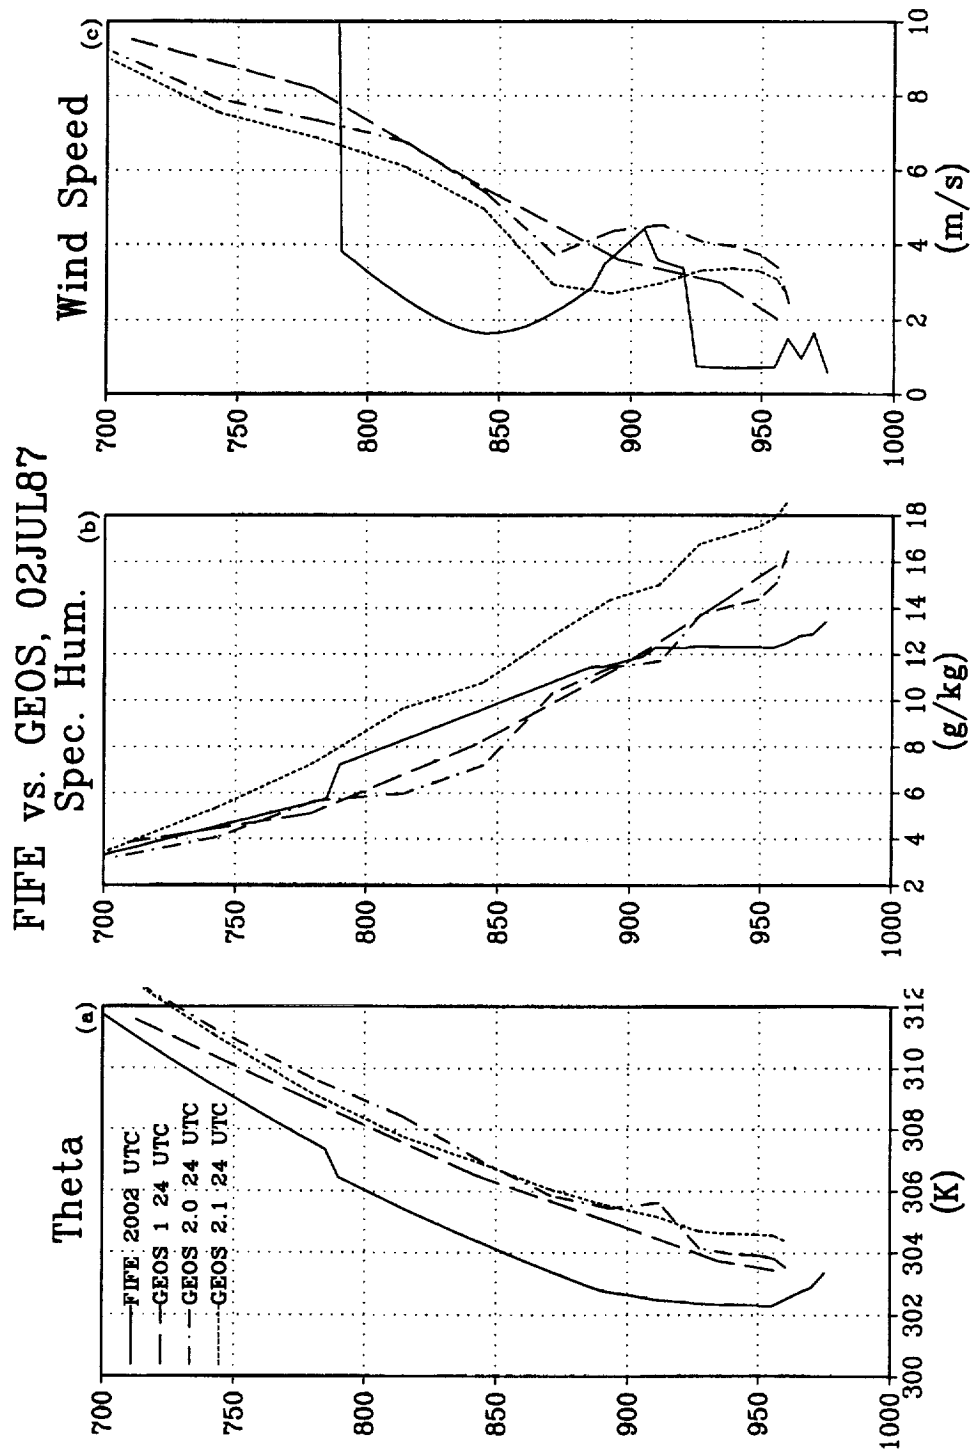 FIFE vs. GEOS, 02JUL87
Theta
(a)
FIFE 2002 UTC
GEOS 1 24 UTC
GEOS 2.0 24 UTC
GEOS 2.1 24 UTC
700
750
800
850
900
950
1000
300 302 304 306 308 310 312
(K)
Spec. Hum.
(b)
700
750
800
850
900
950
1000
2 4 6 8 10 12 14 16 18
(g/kg)
Wind Speed
(c)
700
750
800
850
900
950
1000
0 2 4 6 8 10
(m/s)